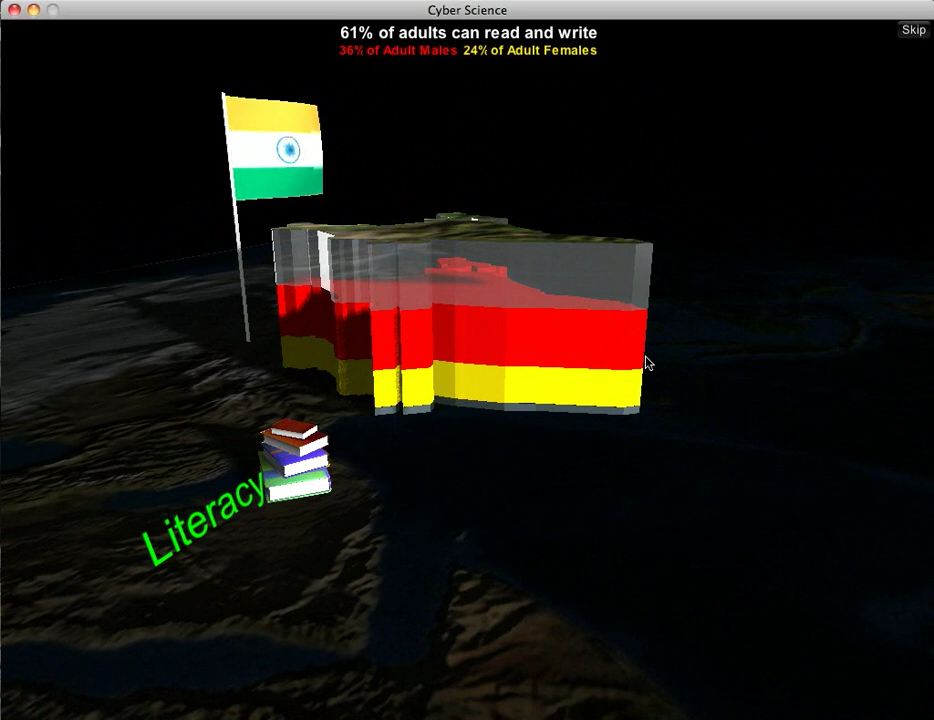 Cyber Science
61% of adults can read and write
Skip
36% of Adult Males 24% of Adult Females
Literacy